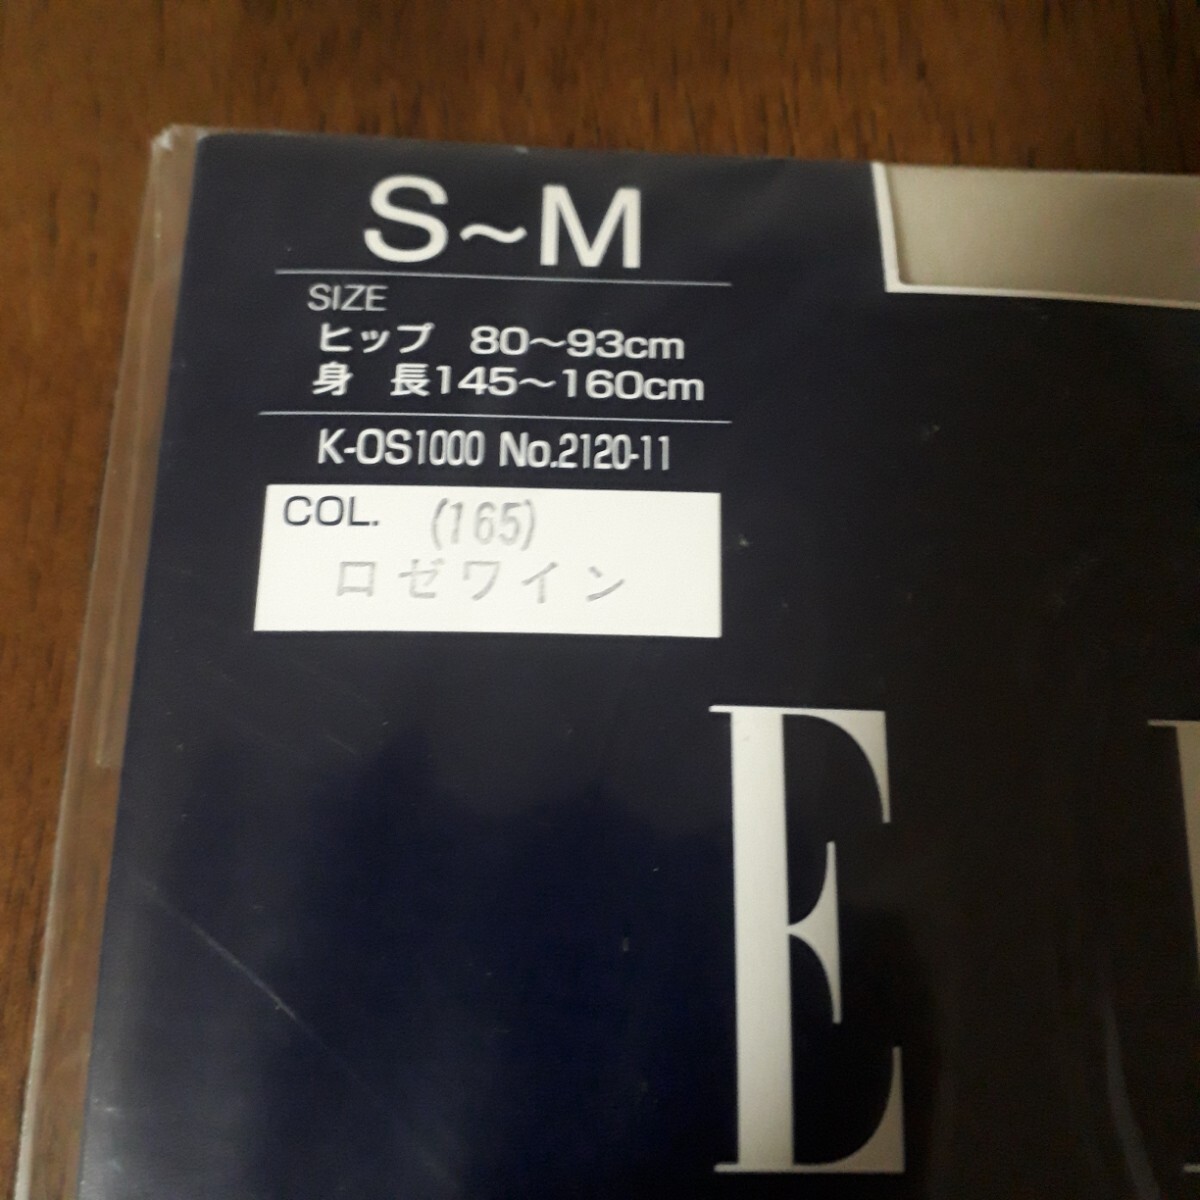 S~M
SIZE
ヒップ 80~93cm
身 長145~160cm
K-OS1000 No.2120-11
COL. (165)
ロゼワイン
E